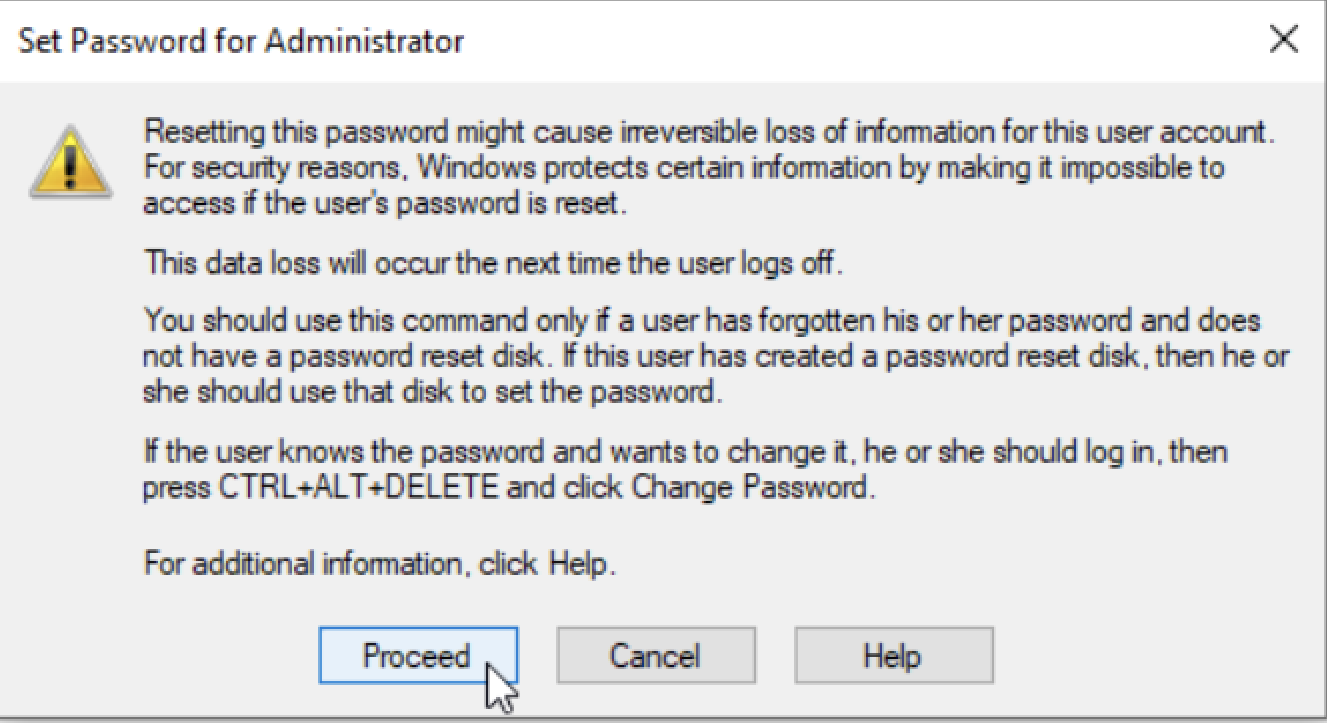 Set Password for Administrator
Resetting this password might cause irreversible loss of information for this user account.
For security reasons, Windows protects certain information by making it impossible to
access if the user's password is reset.
This data loss will occur the next time the user logs off.
You should use this command only if a user has forgotten his or her password and does
not have a password reset disk. If this user has created a password reset disk, then he or
she should use that disk to set the password.
If the user knows the password and wants to change it, he or she should log in, then
press CTRL+ALT+DELETE and click Change Password.
For additional information, click Help.
Proceed Cancel Help